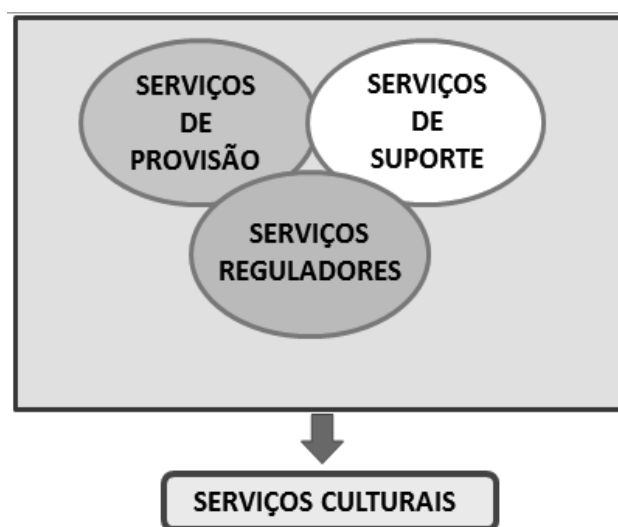 SERVIÇOS
DE
PROVISÃO
SERVIÇOS
DE
SUPORTE
SERVIÇOS
REGULADORES
SERVIÇOS CULTURAIS